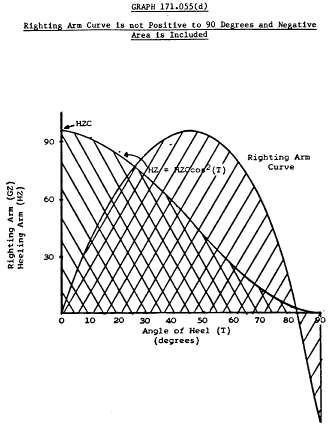 GRAPH 171.055(d)
Righting Arm Curve is not Positive to 90 Degrees and Negative
Area is Included
HZC
90
HZ = HZCcos²(T)
Righting Arm
Curve
60
30
Righting Arm (GZ)
Heeling Arm (HZ)
0 10 20 30 40 50 60 70 80 90
Angle of Heel (T)
(degrees)